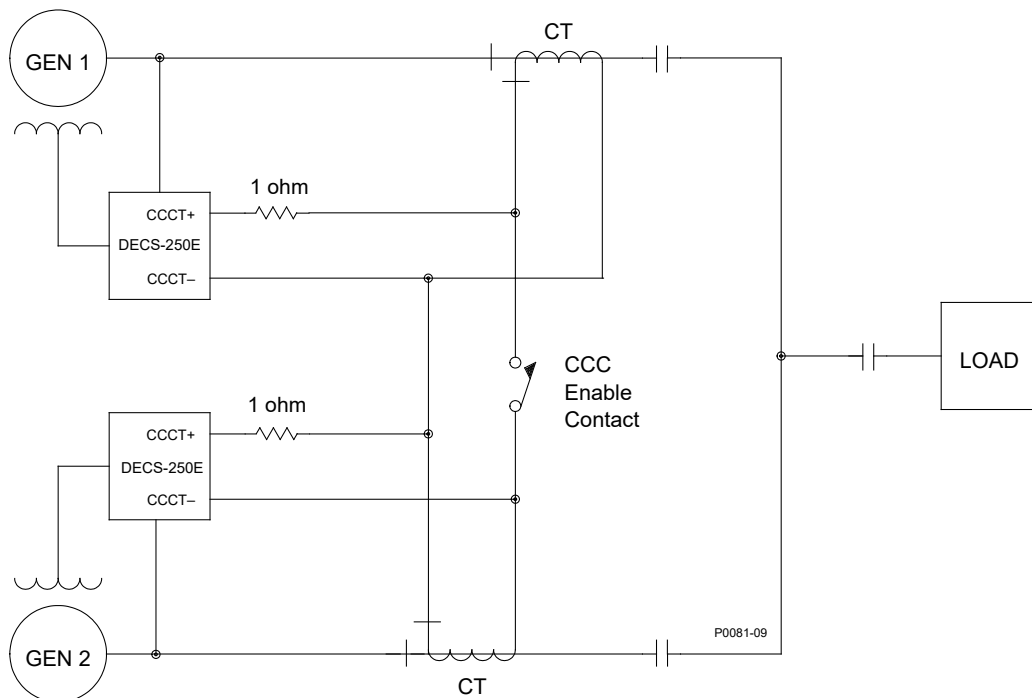 CT
GEN 1
1 ohm
CCCT+
DECS-250E
CCCT–
CCC
Enable
Contact
LOAD
1 ohm
CCCT+
DECS-250E
CCCT–
P0081-09
GEN 2
CT